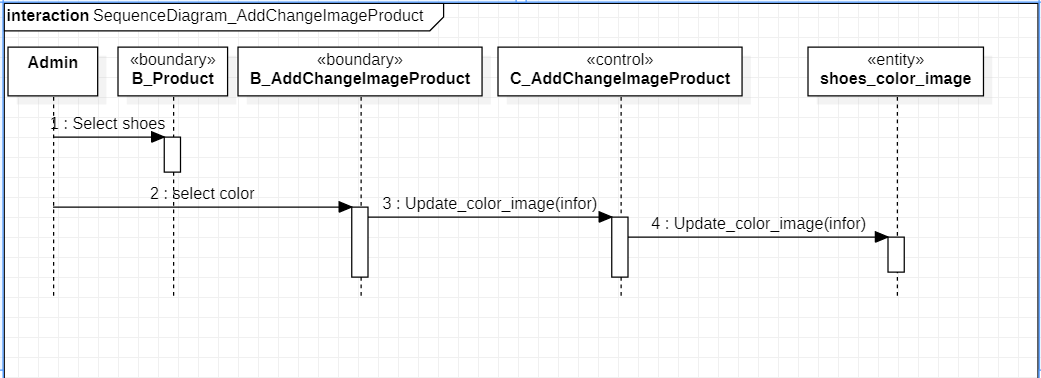 interaction SequenceDiagram_AddChangeImageProduct
Admin
«boundary»
B_Product
«boundary»
B_AddChangeImageProduct
«control»
C_AddChangeImageProduct
«entity»
shoes_color_image
1 : Select shoes
2 : select color
3 : Update_color_image(infor)
4 : Update_color_image(infor)